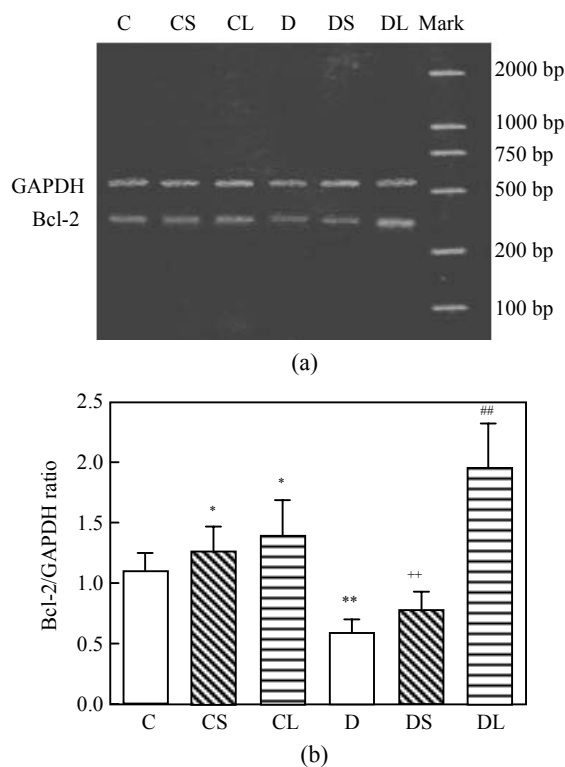 C CS CL D DS DL Mark
2000 bp
1000 bp
750 bp
GAPDH
500 bp
Bcl-2
200 bp
100 bp
(a)
2.5
##
2.0
*
*
1.5
Bcl-2/GAPDH ratio
1.0
**
++
0.5
0.0
C CS CL D DS DL
(b)